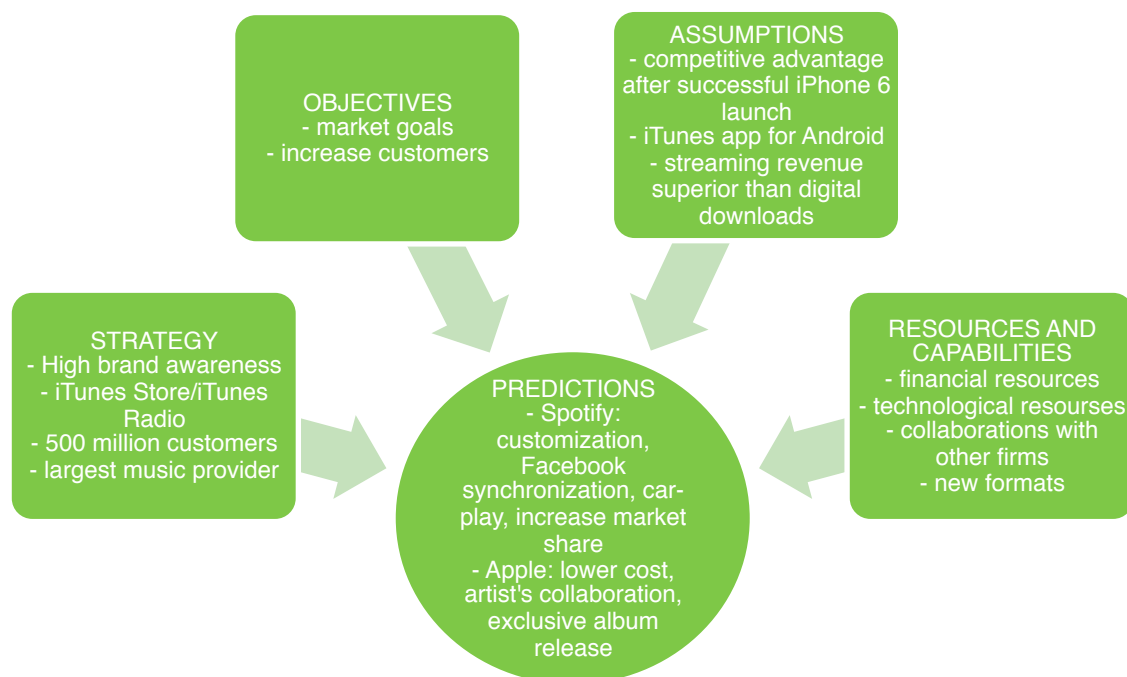 OBJECTIVES
- market goals
- increase customers
ASSUMPTIONS
- competitive advantage
after successful iPhone 6
launch
- iTunes app for Android
- streaming revenue
superior than digital
downloads
STRATEGY
- High brand awareness
- iTunes Store/iTunes
Radio
- 500 million customers
- largest music provider
PREDICTIONS
- Spotify:
customization,
Facebook
synchronization, car-
play, increase market
share
- Apple: lower cost,
artist's collaboration,
exclusive album
release
RESOURCES AND
CAPABILITIES
- financial resources
- technological resourses
- collaborations with
other firms
- new formats